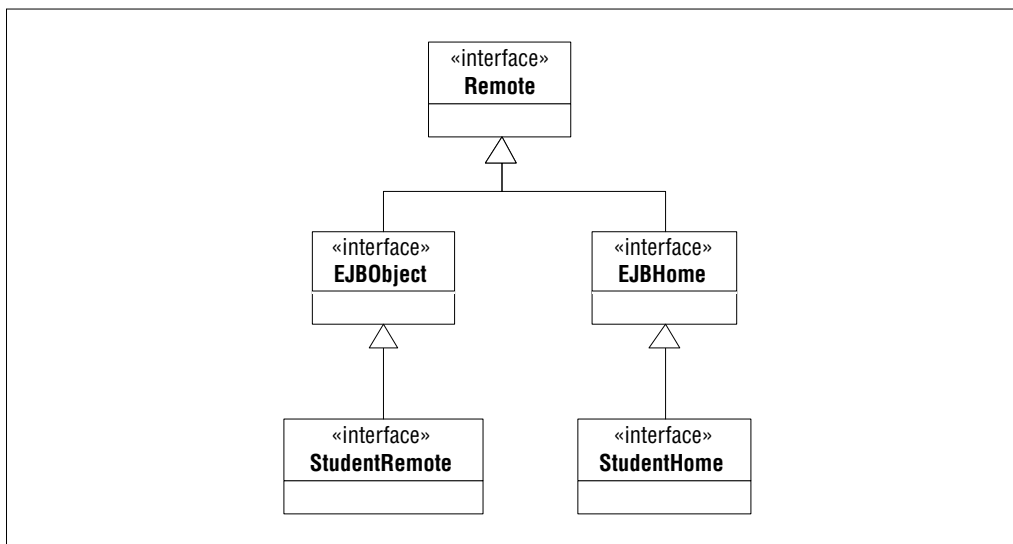 «interface»
Remote
«interface»
EJBObject
«interface»
EJBHome
«interface»
StudentRemote
«interface»
StudentHome